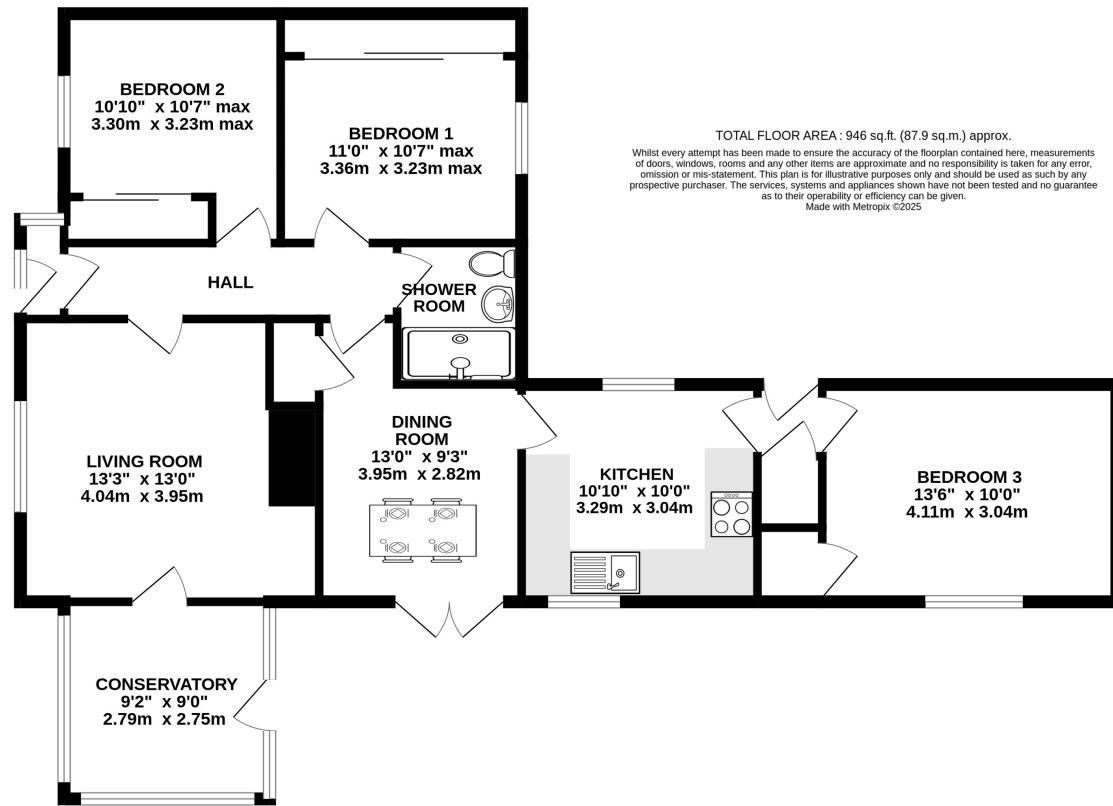 BEDROOM 2
10'10"  x 10'7" max
3.30m  x 3.23m max
BEDROOM 1
11'0"  x 10'7" max
3.36m  x 3.23m max
TOTAL FLOOR AREA : 946 sq.ft. (87.9 sq.m.) approx.
Whilst every attempt has been made to ensure the accuracy of the floorplan contained here, measurements
of doors, windows, rooms and any other items are approximate and no responsibility is taken for any error,
omission or mis-statement. This plan is for illustrative purposes only and should be used as such by any
prospective purchaser. The services, systems and appliances shown have not been tested and no guarantee
as to their operability or efficiency can be given.
Made with Metropix ©2025
HALL
SHOWER
ROOM
LIVING ROOM
13'3"  x 13'0"
4.04m  x 3.95m
DINING
ROOM
13'0"  x 9'3"
3.95m  x 2.82m
KITCHEN
10'10"  x 10'0"
3.29m  x 3.04m
BEDROOM 3
13'6"  x 10'0"
4.11m  x 3.04m
CONSERVATORY
9'2"  x 9'0"
2.79m  x 2.75m